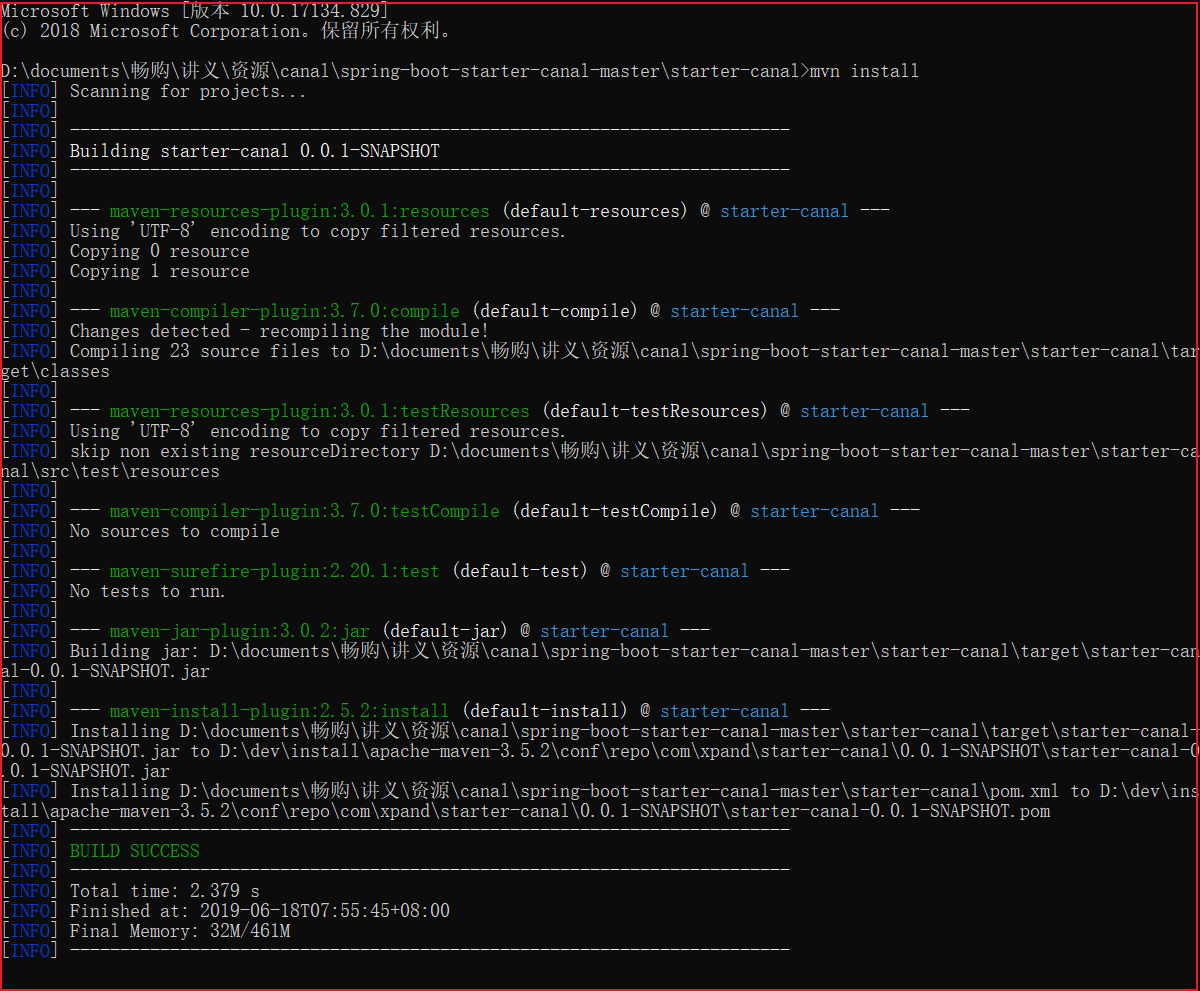 Microsoft Windows [版本 10.0.17134.829]
(c) 2018 Microsoft Corporation。保留所有权利。
D:\documents\畅购\讲义\资源\canal\spring-boot-starter-canal-master\starter-canal>mvn install
[INFO] Scanning for projects...
[INFO]
[INFO] ------------------------------------------------------------------------
[INFO] Building starter-canal 0.0.1-SNAPSHOT
[INFO] ------------------------------------------------------------------------
[INFO]
[INFO] --- maven-resources-plugin:3.0.1:resources (default-resources) @ starter-canal ---
[INFO] Using 'UTF-8' encoding to copy filtered resources.
[INFO] Copying 0 resource
[INFO] Copying 1 resource
[INFO]
[INFO] --- maven-compiler-plugin:3.7.0:compile (default-compile) @ starter-canal ---
[INFO] Changes detected - recompiling the module!
[INFO] Compiling 23 source files to D:\documents\畅购\讲义\资源\canal\spring-boot-starter-canal-master\starter-canal\tar
get\classes
[INFO]
[INFO] --- maven-resources-plugin:3.0.1:testResources (default-testResources) @ starter-canal ---
[INFO] Using 'UTF-8' encoding to copy filtered resources.
[INFO] skip non existing resourceDirectory D:\documents\畅购\讲义\资源\canal\spring-boot-starter-canal-master\starter-ca
nal\src\test\resources
[INFO]
[INFO] --- maven-compiler-plugin:3.7.0:testCompile (default-testCompile) @ starter-canal ---
[INFO] No sources to compile
[INFO]
[INFO] --- maven-surefire-plugin:2.20.1:test (default-test) @ starter-canal ---
[INFO] No tests to run.
[INFO]
[INFO] --- maven-jar-plugin:3.0.2:jar (default-jar) @ starter-canal ---
[INFO] Building jar: D:\documents\畅购\讲义\资源\canal\spring-boot-starter-canal-master\starter-canal\target\starter-can
al-0.0.1-SNAPSHOT.jar
[INFO]
[INFO] --- maven-install-plugin:2.5.2:install (default-install) @ starter-canal ---
[INFO] Installing D:\documents\畅购\讲义\资源\canal\spring-boot-starter-canal-master\starter-canal\target\starter-canal-
0.0.1-SNAPSHOT.jar to D:\dev\install\apache-maven-3.5.2\conf\repo\com\xpand\starter-canal\0.0.1-SNAPSHOT\starter-canal-0
.0.1-SNAPSHOT.jar
[INFO] Installing D:\documents\畅购\讲义\资源\canal\spring-boot-starter-canal-master\starter-canal\pom.xml to D:\dev\ins
tall\apache-maven-3.5.2\conf\repo\com\xpand\starter-canal\0.0.1-SNAPSHOT\starter-canal-0.0.1-SNAPSHOT.pom
[INFO] ------------------------------------------------------------------------
[INFO] BUILD SUCCESS
[INFO] ------------------------------------------------------------------------
[INFO] Total time: 2.379 s
[INFO] Finished at: 2019-06-18T07:55:45+08:00
[INFO] Final Memory: 32M/461M
[INFO] ------------------------------------------------------------------------